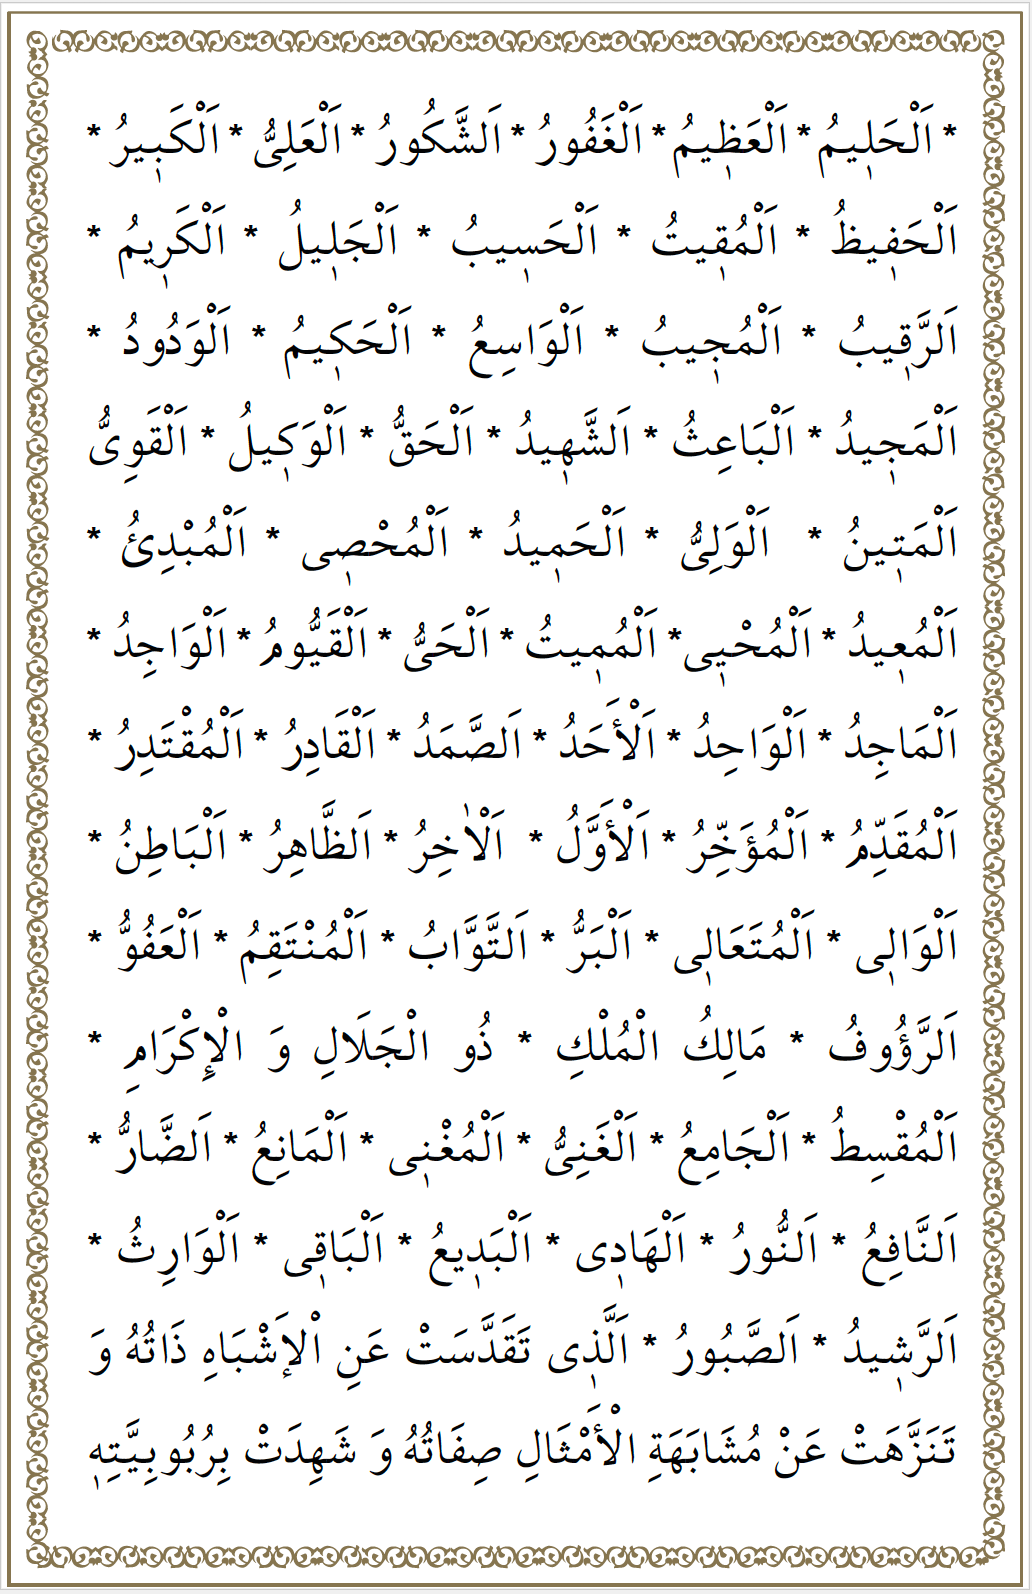 * اَلْحَلٖيمُ * اَلْعَظٖيمُ * اَلْغَفُورُ * اَلشَّكُورُ * اَلْعَلِىُّ * اَلْكَبٖيرُ *
اَلْحَفٖيظُ * اَلْمُقٖيتُ * اَلْحَسٖيبُ * اَلْجَلٖيلُ * اَلْكَرٖيمُ *
اَلرَّقٖيبُ * اَلْمُجٖيبُ * اَلْوَاسِعُ * اَلْحَكٖيمُ * اَلْوَدُودُ *
اَلْمَجٖيدُ * اَلْبَاعِثُ * اَلشَّهٖيدُ * اَلْحَقُّ * اَلْوَكٖيلُ * اَلْقَوِىُّ
اَلْمَتٖينُ * اَلْوَلِىُّ * اَلْحَمٖيدُ * اَلْمُحْصٖى * اَلْمُبْدِئُ *
اَلْمُعٖيدُ * اَلْمُحْيٖى * اَلْمُمٖيتُ * اَلْحَىُّ * اَلْقَيُّومُ * اَلْوَاجِدُ *
اَلْمَاجِدُ * اَلْوَاحِدُ * اَلْأَحَدُ * اَلصَّمَدُ * اَلْقَادِرُ * اَلْمُقْتَدِرُ *
اَلْمُقَدِّمُ * اَلْمُؤَخِّرُ * اَلْأَوَّلُ * اَلْاٰخِرُ * اَلظَّاهِرُ * اَلْبَاطِنُ *
اَلْوَالٖى * اَلْمُتَعَالٖى * اَلْبَرُّ * اَلتَّوَّابُ * اَلْمُنْتَقِمُ * اَلْعَفُوُّ *
اَلرَّؤُوفُ * مَالِكُ الْمُلْكِ * ذُو الْجَلَالِ وَ الْإِكْرَامِ *
اَلْمُقْسِطُ * اَلْجَامِعُ * اَلْغَنِىُّ * اَلْمُغْنٖى * اَلْمَانِعُ * اَلضَّارُّ *
اَلنَّافِعُ * اَلنُّورُ * اَلْهَادٖى * اَلْبَدٖيعُ * اَلْبَاقٖى * اَلْوَارِثُ *
اَلرَّشٖيدُ * اَلصَّبُورُ * اَلَّذٖى تَقَدَّسَتْ عَنِ اْلإَشْبَاهِ ذَاتُهُ وَ
تَنَزَّهَتْ عَنْ مُشَابَهَةِ الْأَمْثَالِ صِفَاتُهُ وَ شَهِدَتْ بِرُبُوبِيَّتِهٖ